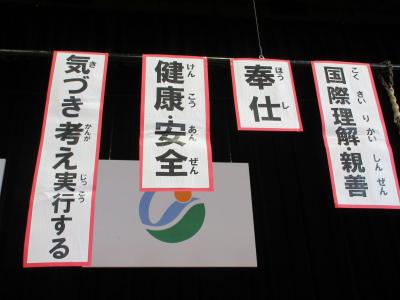 気づき考え実行する
健康・安全
奉仕
国際理解・親善